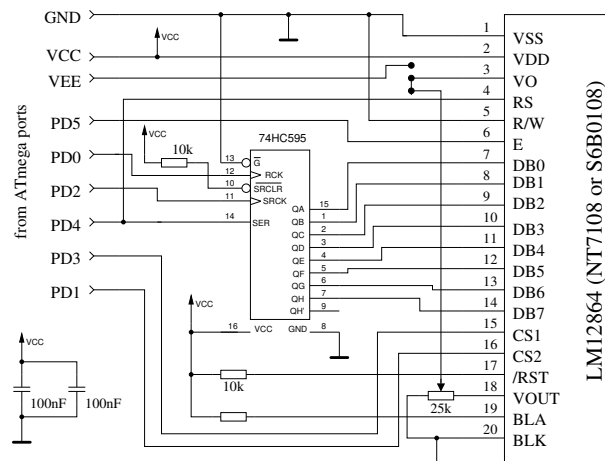 GND
VCC
VEE
PD5
PD0
PD2
PD4
PD3
PD1
from ATmega ports
VCC
VCC
10k
74HC595
13 G
12 RCK
10 SRCLR
11 SRCK
14 SER
QA 15
QB 1
QC 2
QD 3
QE 4
QF 5
QG 6
QH 7
QH' 9
16 VCC GND 8
VCC
10k
25k
VCC
100nF 100nF
1 VSS
2 VDD
3 VO
4 RS
5 R/W
6 E
7 DB0
8 DB1
9 DB2
10 DB3
11 DB4
12 DB5
13 DB6
14 DB7
15 CS1
16 CS2
17 /RST
18 VOUT
19 BLA
20 BLK
LM12864 (NT7108 or S6B0108)